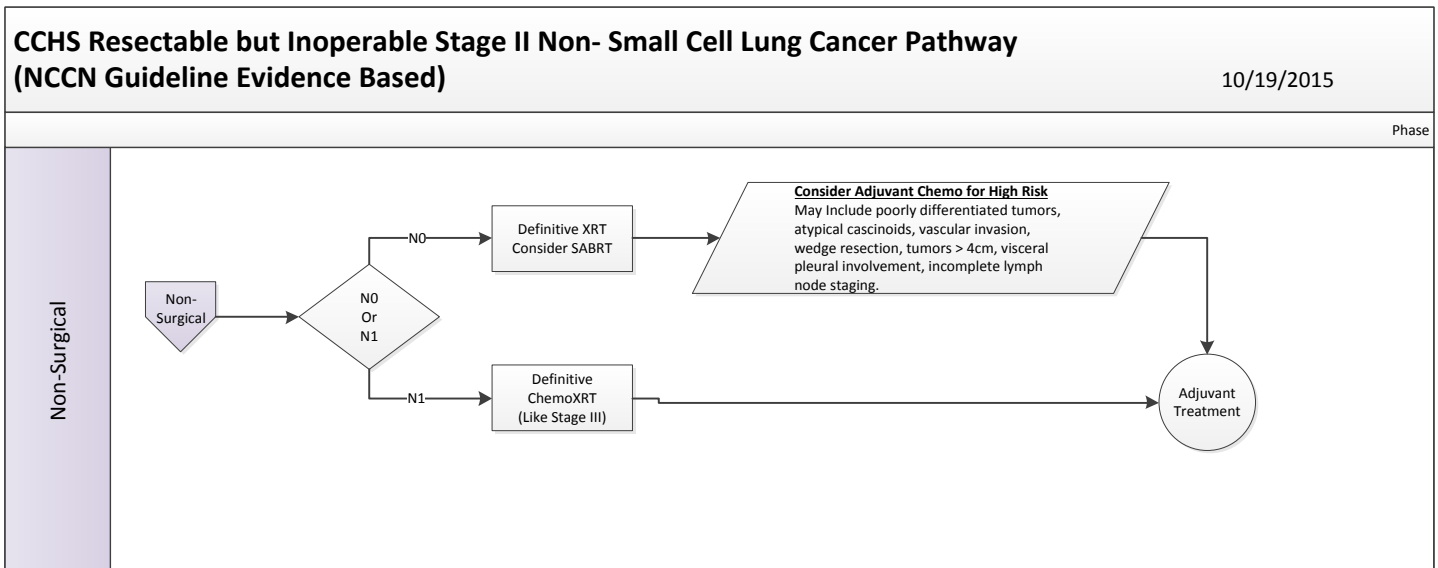 CCHS Resectable but Inoperable Stage II Non- Small Cell Lung Cancer Pathway
(NCCN Guideline Evidence Based)
10/19/2015
Phase
Non-Surgical
Non-
Surgical
N0
Or
N1
N0
Definitive XRT
Consider SABRT
Consider Adjuvant Chemo for High Risk
May Include poorly differentiated tumors,
atypical cascinoids, vascular invasion,
wedge resection, tumors > 4cm, visceral
pleural involvement, incomplete lymph
node staging.
N1
Definitive
ChemoXRT
(Like Stage III)
Adjuvant
Treatment